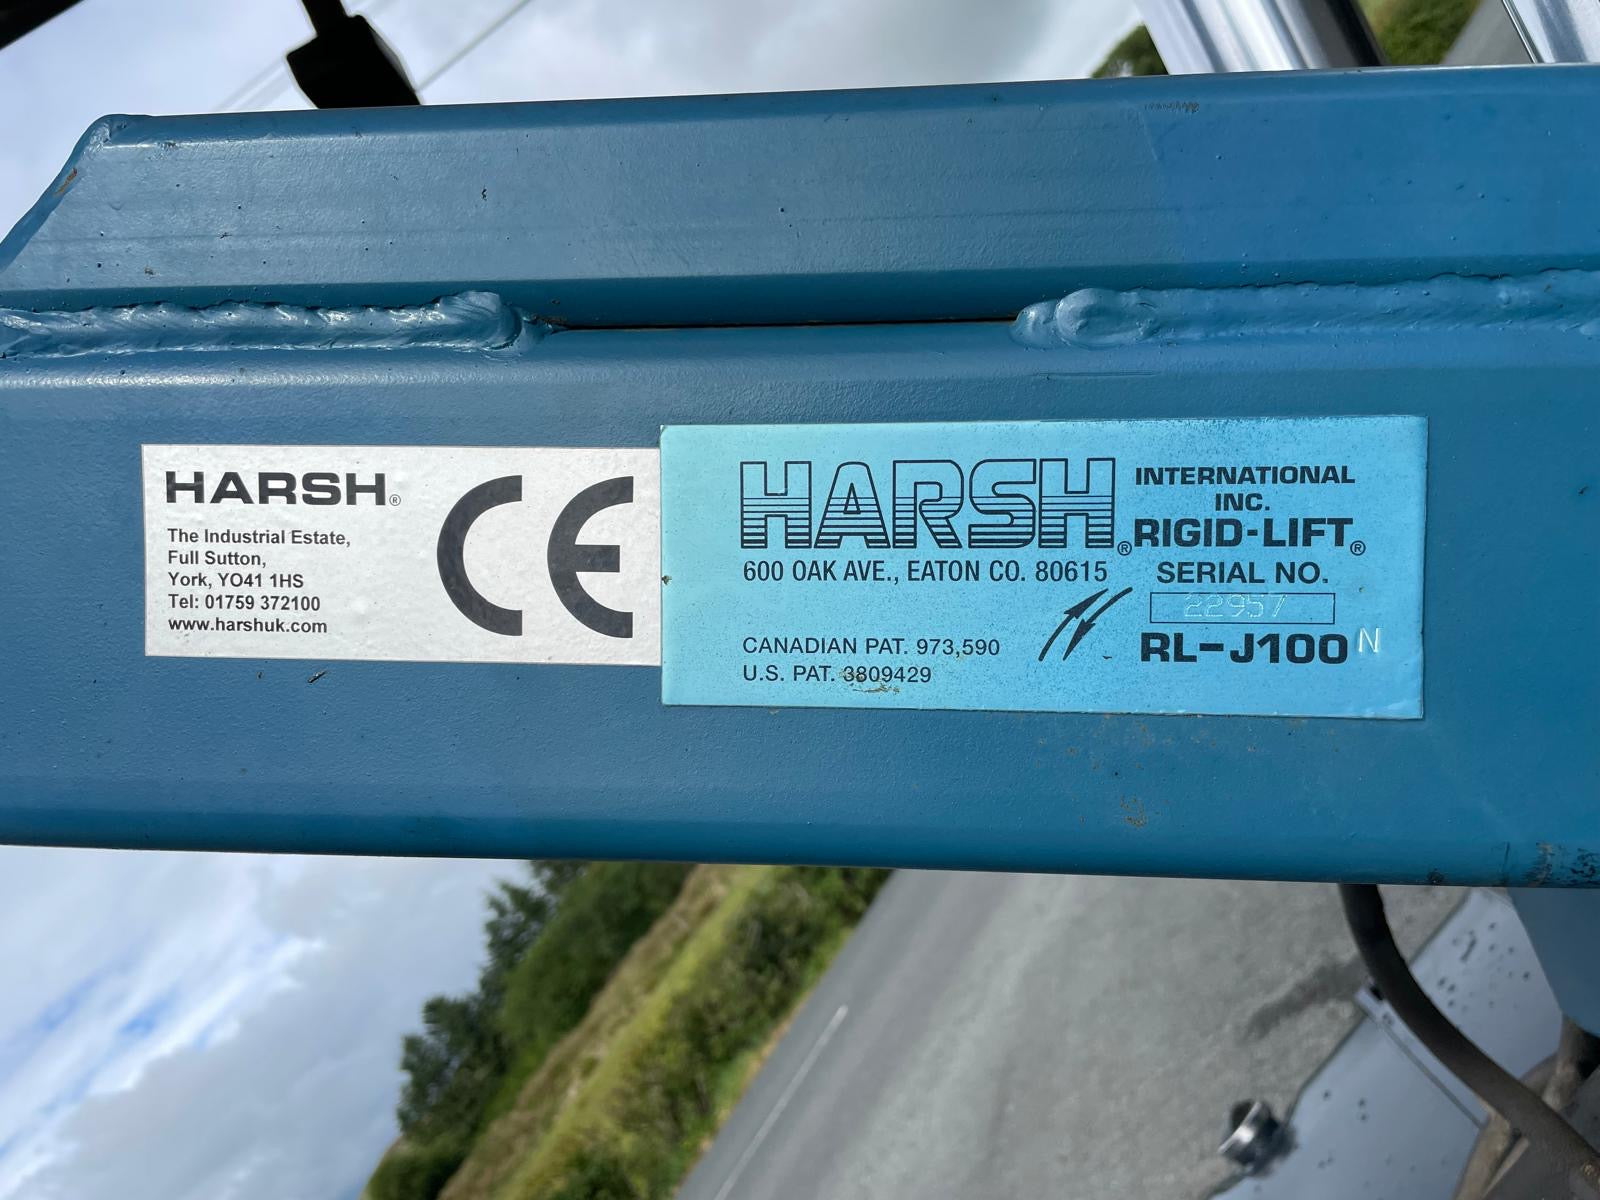 HARSH®
The Industrial Estate,
Full Sutton,
York, YO41 1HS
Tel: 01759 372100
www.harshuk.com
CE
HARSH® INTERNATIONAL
INC.
RIGID-LIFT®
600 OAK AVE., EATON CO. 80615
SERIAL NO.
22957
CANADIAN PAT. 973,590
U.S. PAT. 3809429
RL-J100 N